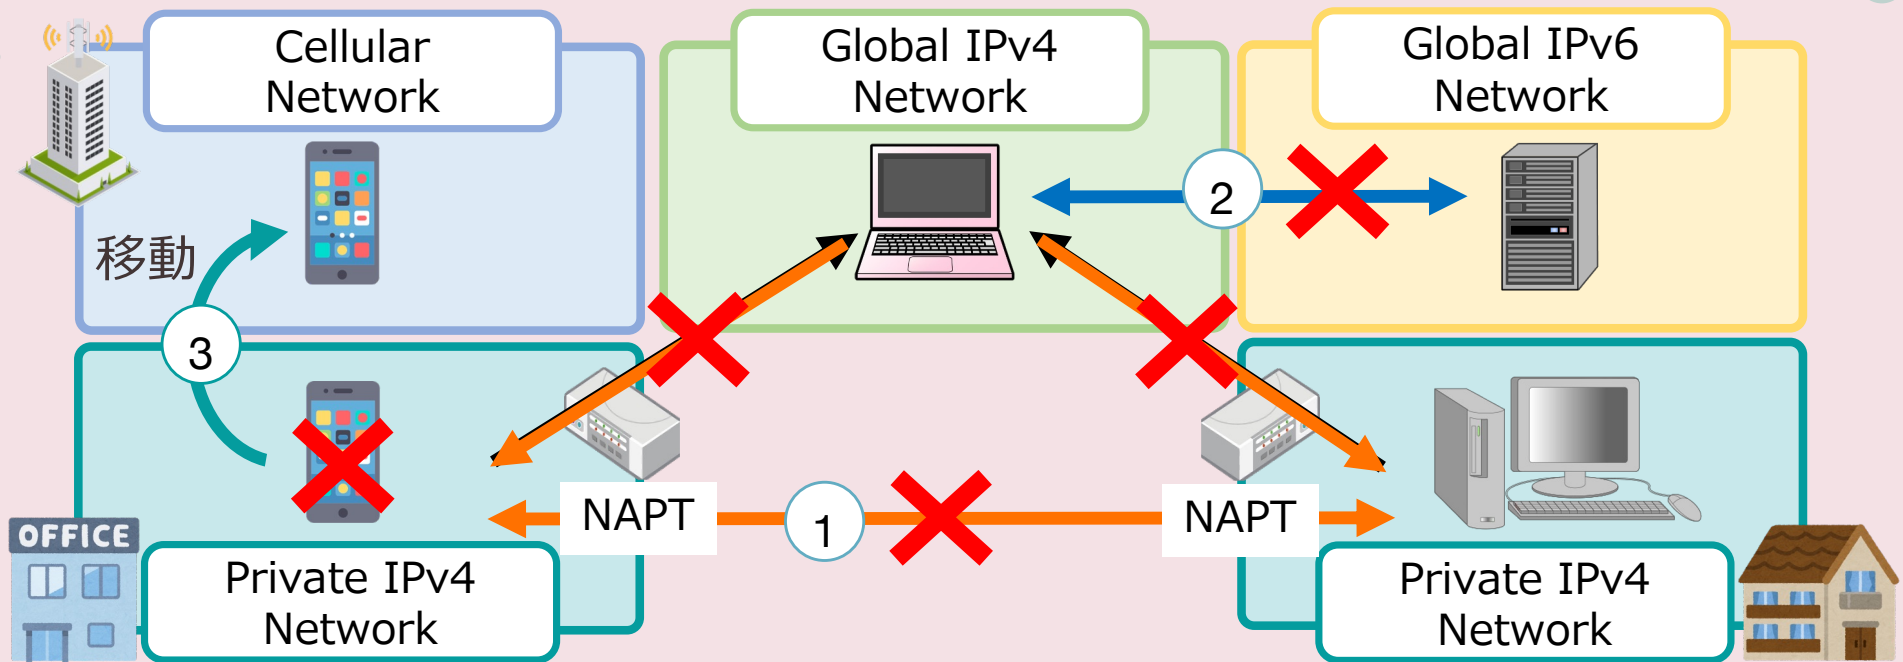 Cellular
Network
Global IPv4
Network
Global IPv6
Network
2
移動
3
OFFICE
NAPT
1
NAPT
Private IPv4
Network
Private IPv4
Network